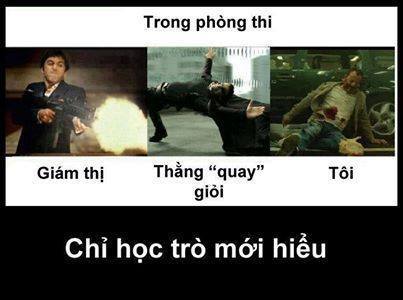 Trong phòng thi
Giám thị
Thằng “quay”
giỏi
Tôi
Chỉ học trò mới hiểu